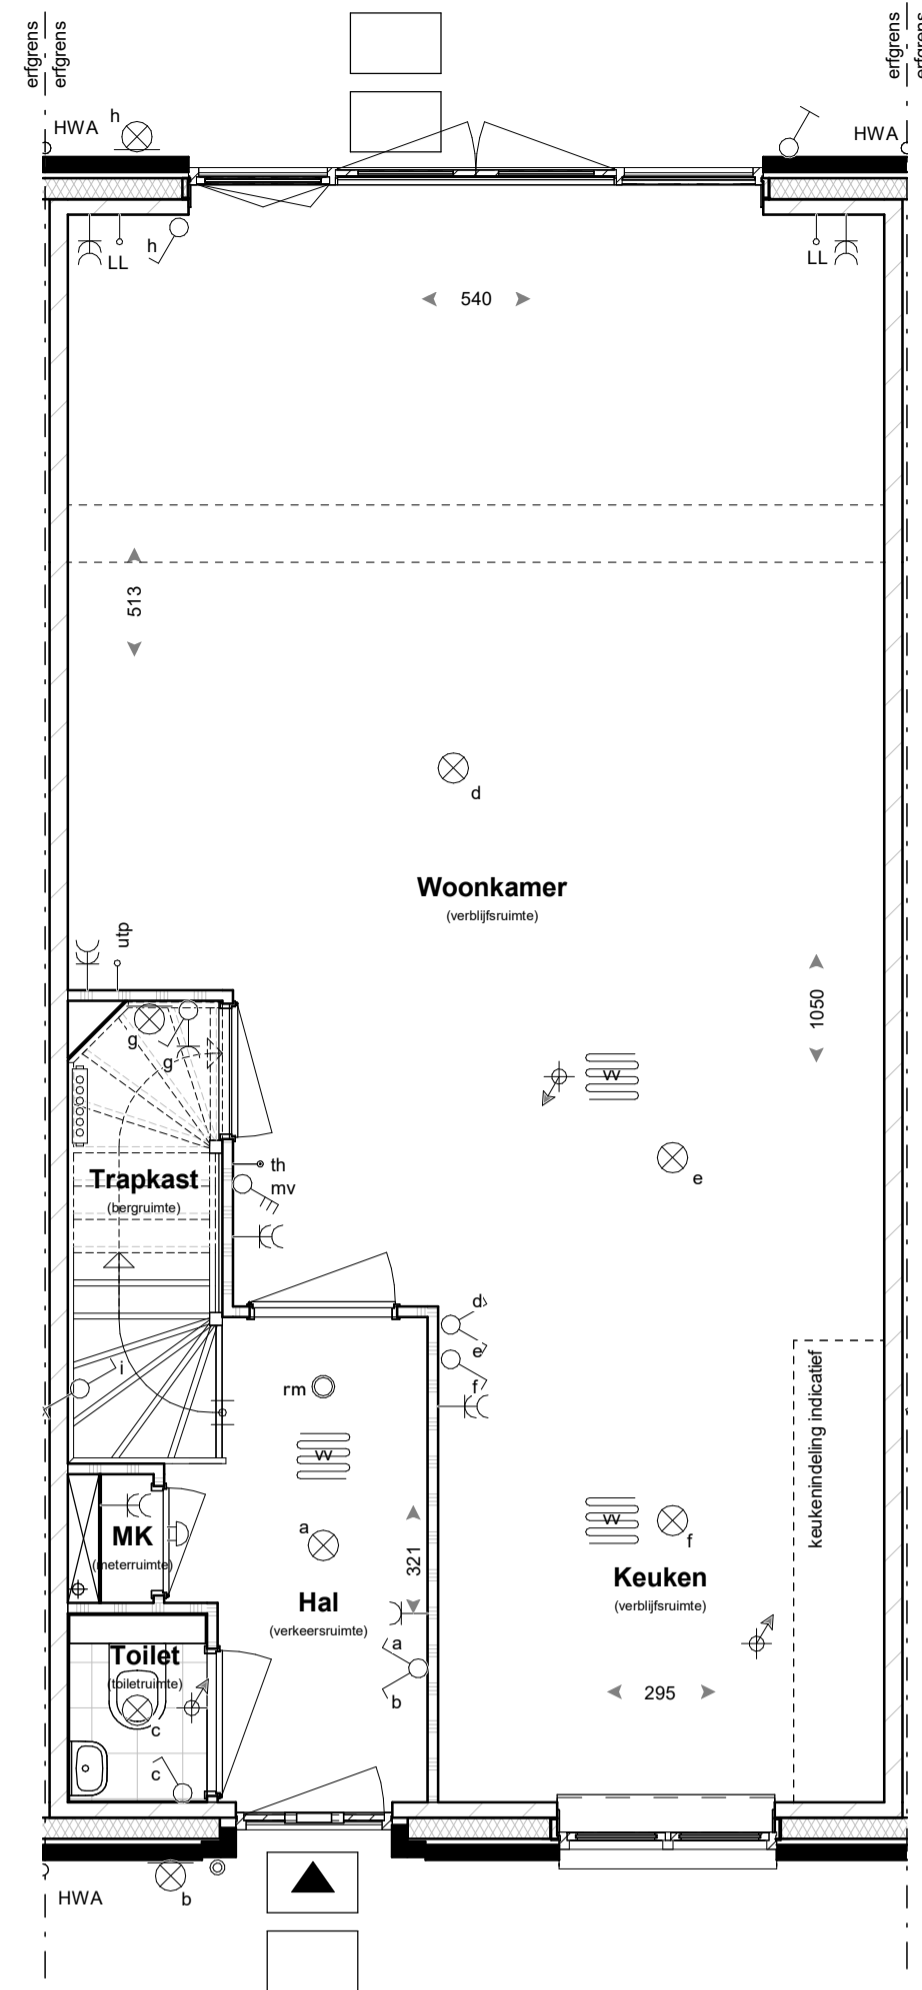 erfgrens
erfgrens
erfgrens
erfgrens
h
HWA
HWA
h
LL
LL
540
513
d
Woonkamer
(verblijfsruimte)
utp
1050
g
g
vv
e
th
mv
Trapkast
(bergruimte)
d
e
f
i
rm
vv
keukenindeling indicatief
a
vv
f
MK
(meterruimte)
321
Keuken
(verblijfsruimte)
Hal
(verkeersruimte)
a
b
Toilet
(toiletruimte)
c
c
295
HWA
b